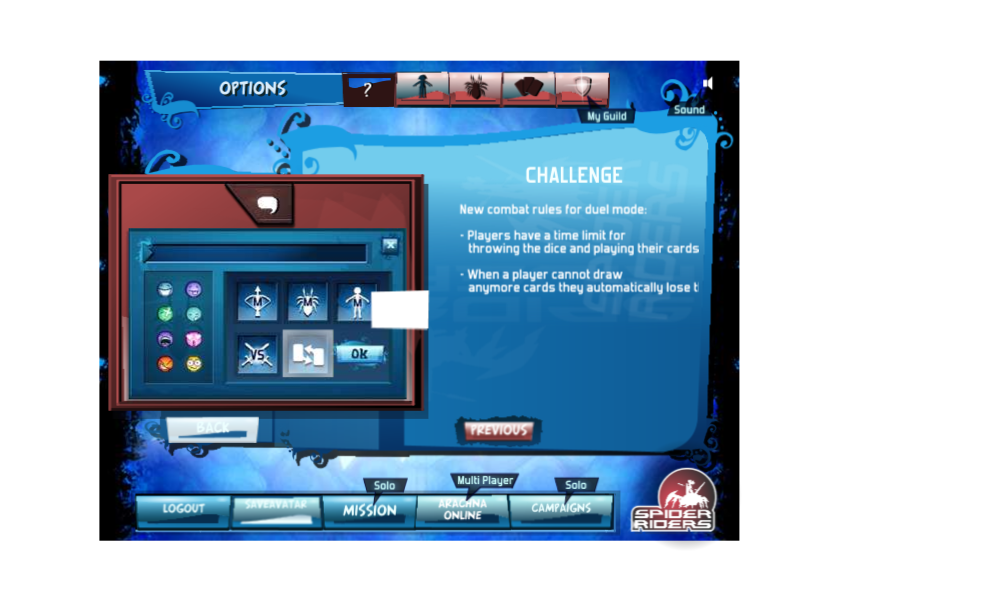 OPTIONS
?
My Guild
Sound
CHALLENGE
New combat rules for duel mode:
- Players have a time limit for
throwing the dice and playing their cards
- When a player cannot draw
anymore cards they automatically lose t
M
M
M
VS
OK
BACK
PREVIOUS
Solo
Multi Player
Solo
LOGOUT
SAVE AVATAR
MISSION
ARACHNA
ONLINE
CAMPAIGNS
SPIDER
RIDERS